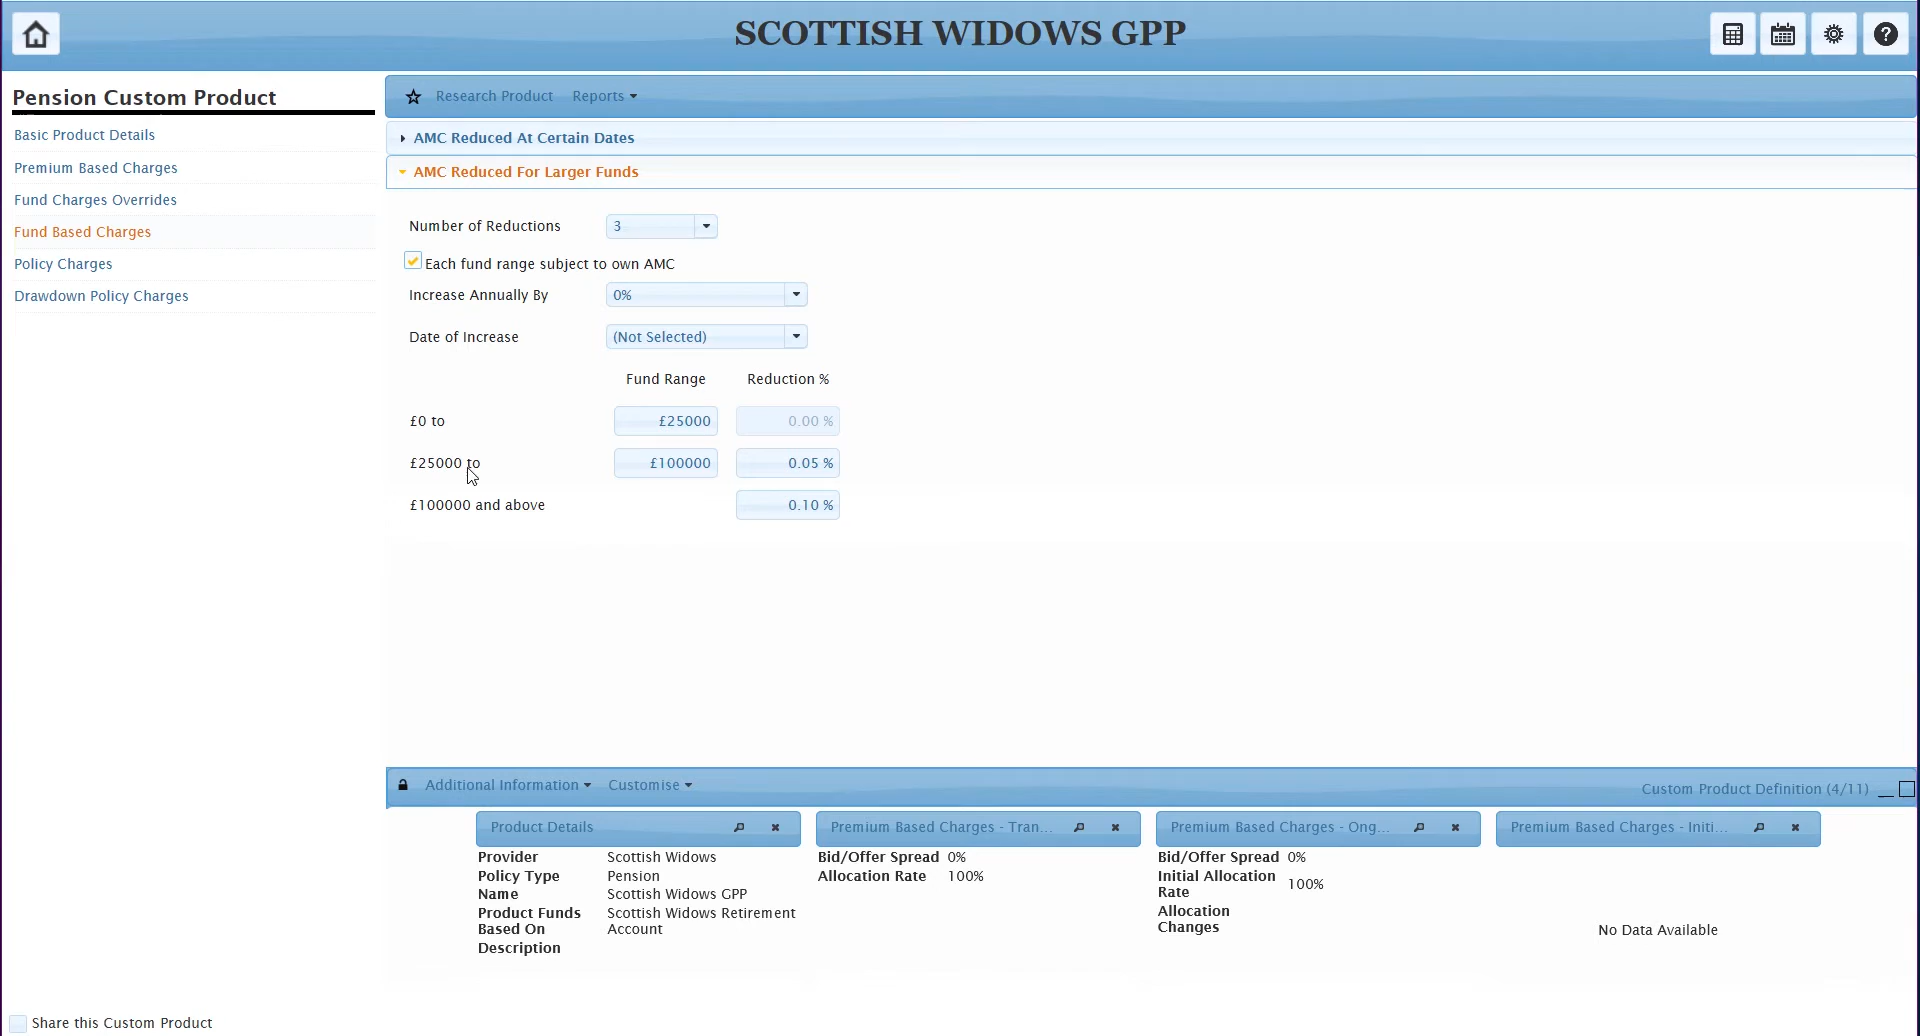 SCOTTISH WIDOWS GPP
Pension Custom Product
Basic Product Details
Premium Based Charges
Fund Charges Overrides
Fund Based Charges
Policy Charges
Drawdown Policy Charges
Research Product Reports
AMC Reduced At Certain Dates
AMC Reduced For Larger Funds
Number of Reductions 3
Each fund range subject to own AMC
Increase Annually By 0%
Date of Increase (Not Selected)
Fund Range Reduction %
£0 to £25000 0.00 %
£25000 to £100000 0.05 %
£100000 and above 0.10 %
Additional Information Customise Custom Product Definition (4/11)
Product Details
Provider Scottish Widows
Policy Type Pension
Name Scottish Widows GPP
Product Funds Scottish Widows Retirement
Based On Account
Description
Premium Based Charges - Tran...
Bid/Offer Spread 0%
Allocation Rate 100%
Premium Based Charges - Ong...
Bid/Offer Spread 0%
Initial Allocation
Rate 100%
Allocation
Changes
Premium Based Charges - Initi...
No Data Available
Share this Custom Product